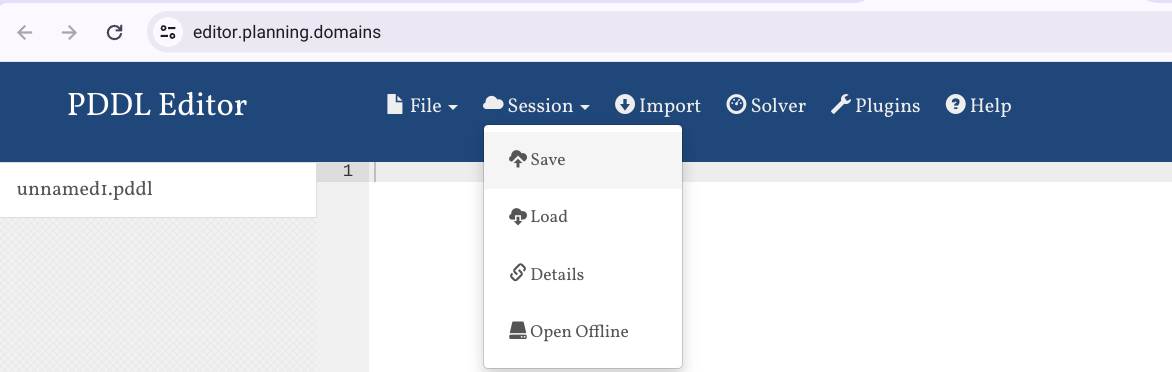 editor.planning.domains
PDDL Editor File Session Import Solver Plugins Help
Save
unnamed1.pddl 1
Load
Details
Open Offline